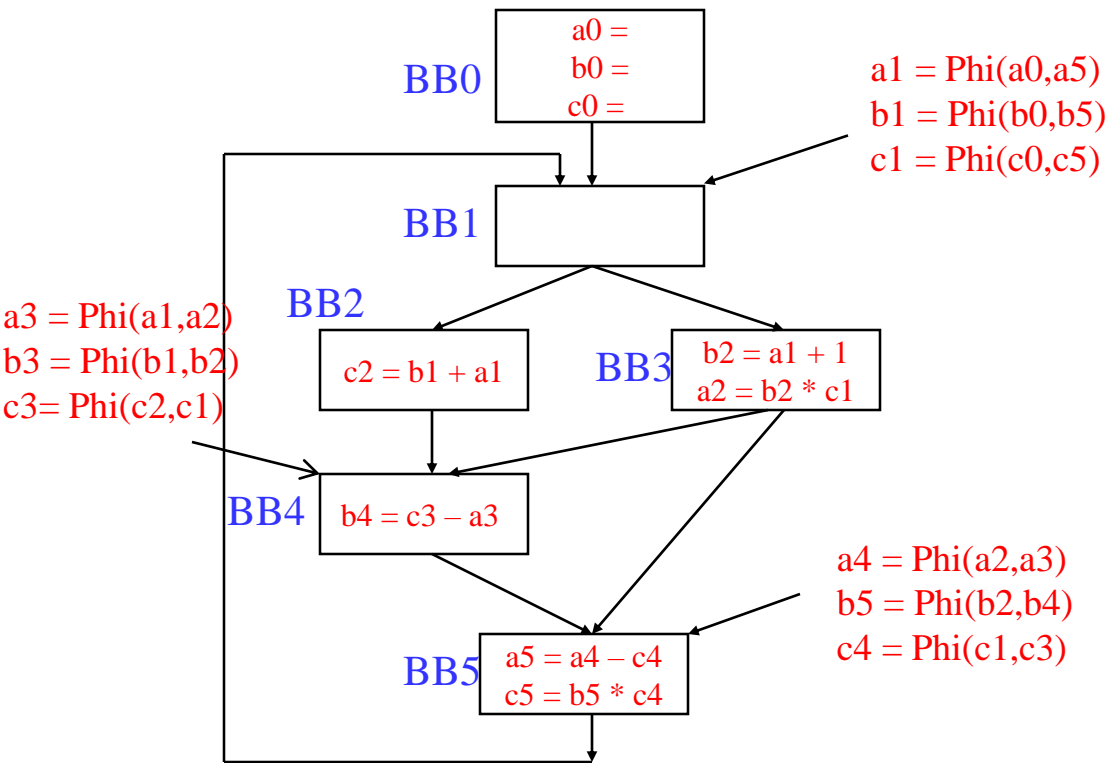 a0 =
b0 =
c0 =
BB0
a1 = Phi(a0,a5)
b1 = Phi(b0,b5)
c1 = Phi(c0,c5)
BB1
BB2
a3 = Phi(a1,a2)
b3 = Phi(b1,b2)
c3= Phi(c2,c1)
c2 = b1 + a1
BB3
b2 = a1 + 1
a2 = b2 * c1
BB4
b4 = c3 – a3
a4 = Phi(a2,a3)
b5 = Phi(b2,b4)
c4 = Phi(c1,c3)
BB5
a5 = a4 – c4
c5 = b5 * c4